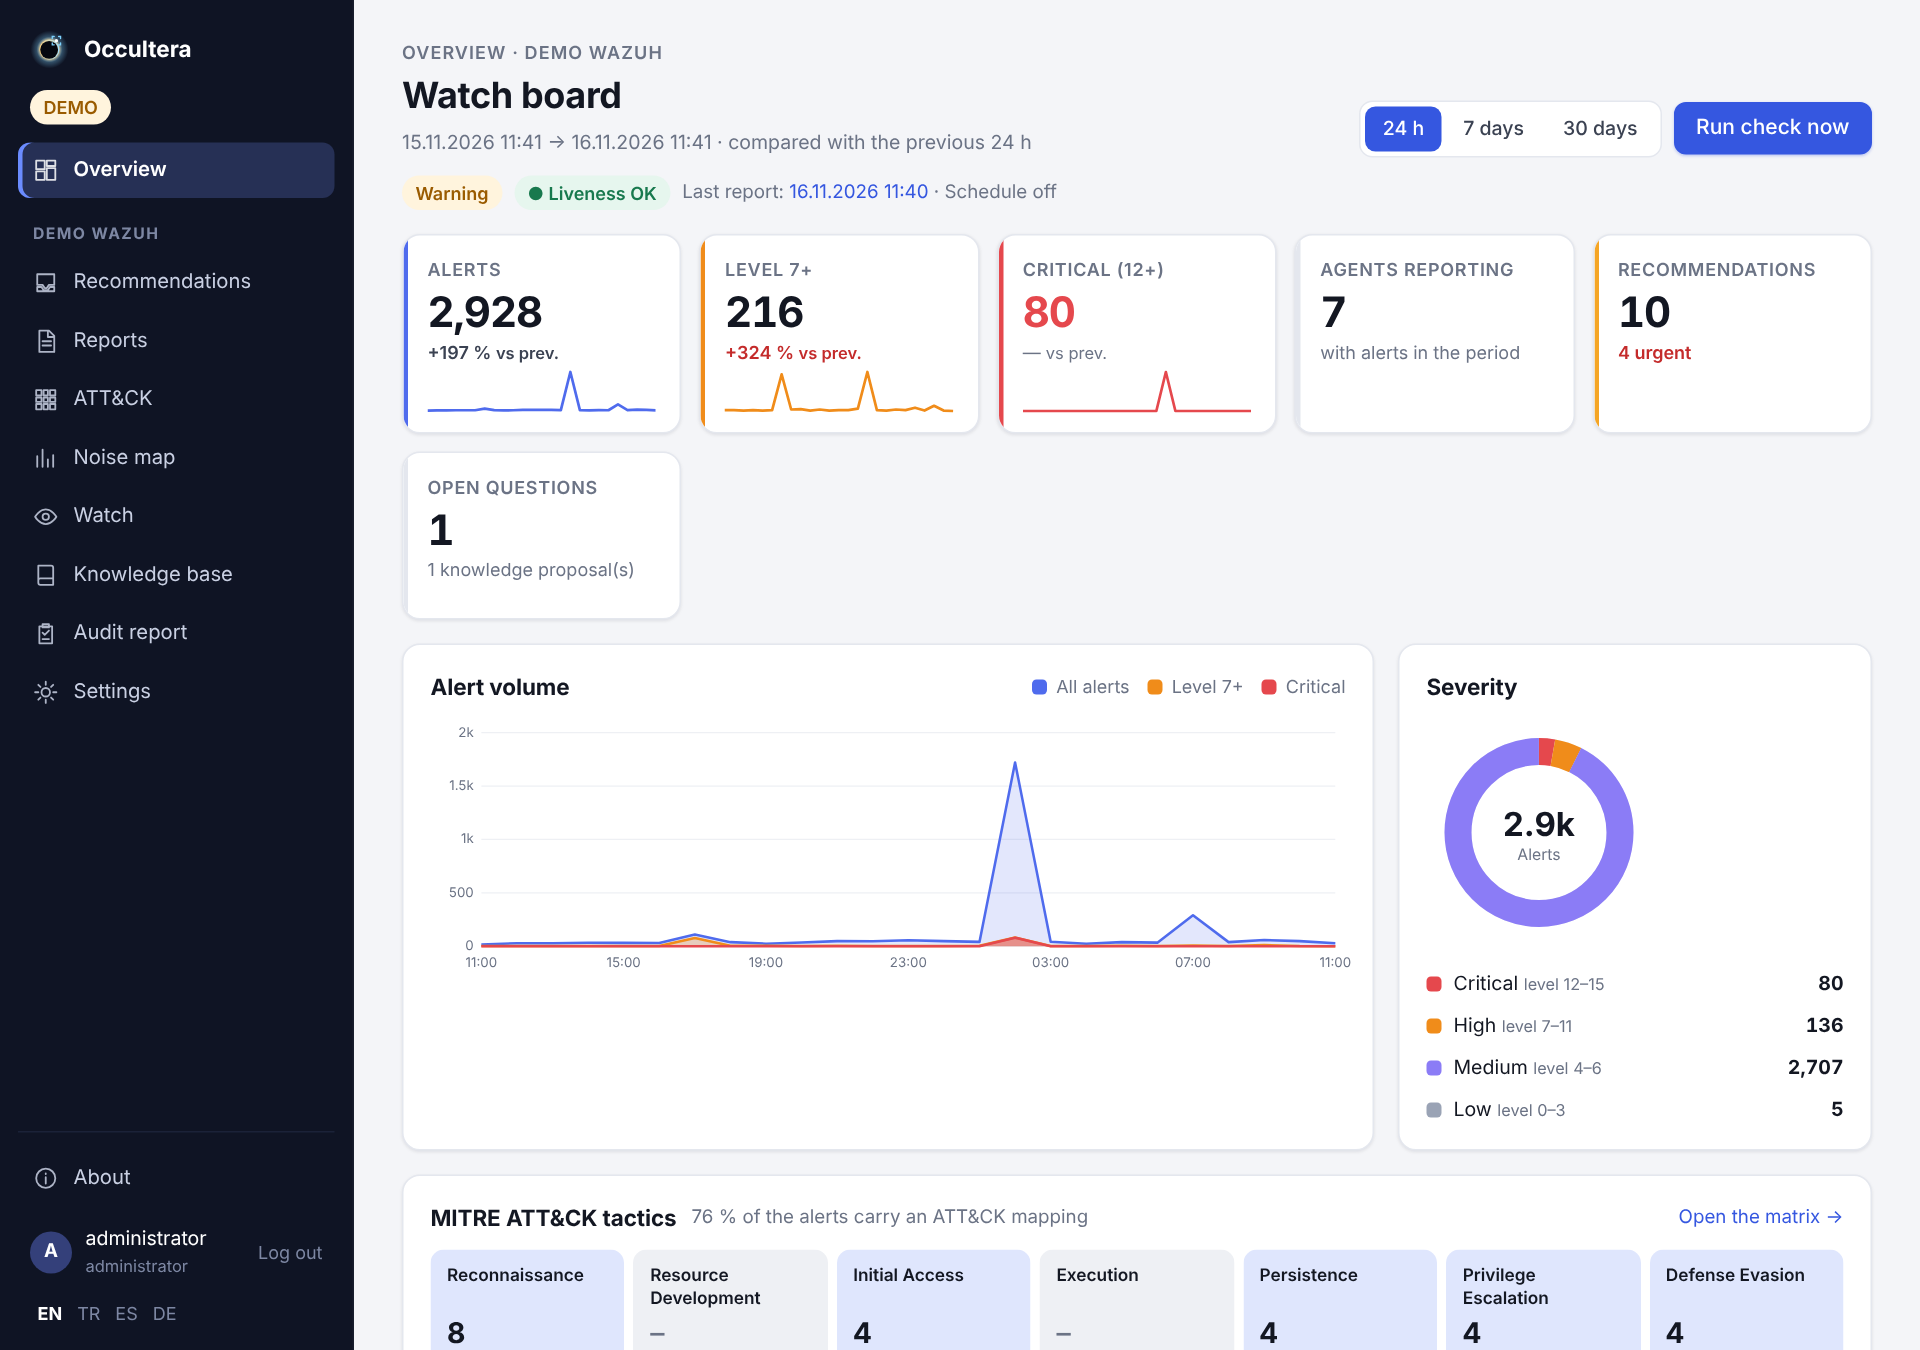 Occultera
DEMO
Overview
DEMO WAZUH
Recommendations
Reports
ATT&CK
Noise map
Watch
Knowledge base
Audit report
Settings
About
A
administrator
administrator
Log out
EN TR ES DE
OVERVIEW · DEMO WAZUH
Watch board
15.11.2026 11:41 → 16.11.2026 11:41 · compared with the previous 24 h
24 h 7 days 30 days
Run check now
Warning Liveness OK Last report: 16.11.2026 11:40 · Schedule off
ALERTS
2,928
+197 % vs prev.
LEVEL 7+
216
+324 % vs prev.
CRITICAL (12+)
80
— vs prev.
AGENTS REPORTING
7
with alerts in the period
RECOMMENDATIONS
10
4 urgent
OPEN QUESTIONS
1
1 knowledge proposal(s)
Alert volume
All alerts Level 7+ Critical
2k
1.5k
1k
500
0
11:00 15:00 19:00 23:00 03:00 07:00 11:00
Severity
2.9k
Alerts
Critical level 12–15 80
High level 7–11 136
Medium level 4–6 2,707
Low level 0–3 5
MITRE ATT&CK tactics 76 % of the alerts carry an ATT&CK mapping
Open the matrix →
Reconnaissance
8
Resource
Development
–
Initial Access
4
Execution
–
Persistence
4
Privilege
Escalation
4
Defense Evasion
4